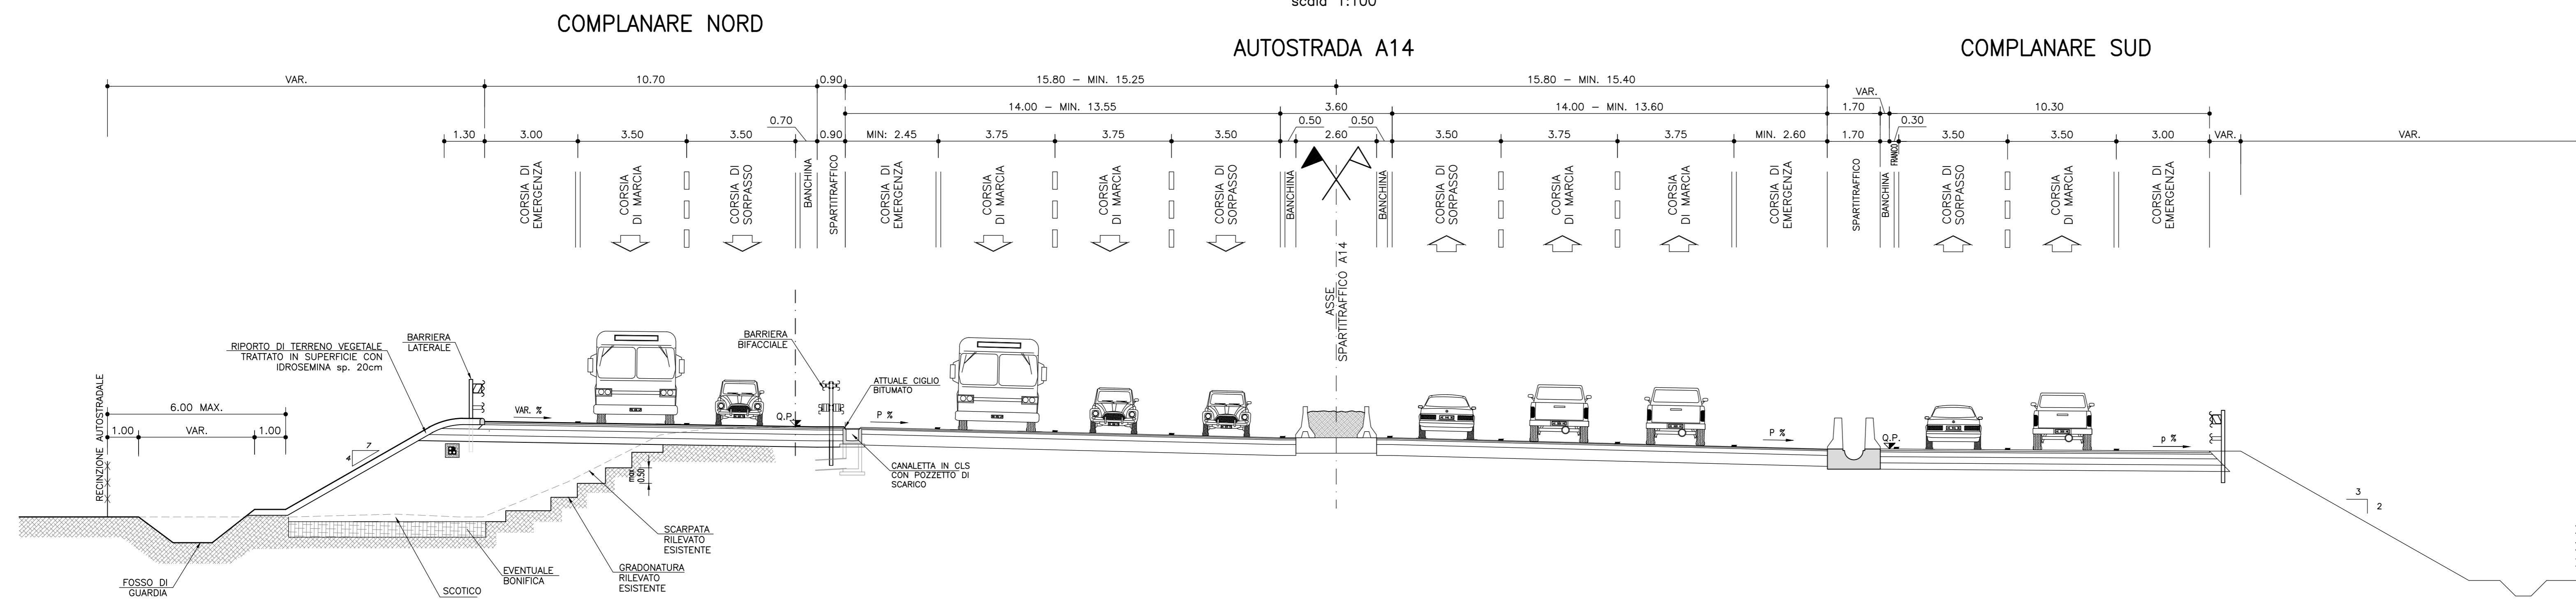 scala 1:100
COMPLANARE NORD
AUTOSTRADA A14
COMPLANARE SUD
VAR.
10.70
0.90
15.80 – MIN. 15.25
15.80 – MIN. 15.40
14.00 – MIN. 13.55
3.60
14.00 – MIN. 13.60
1.70
VAR.
10.30
1.30
3.00
3.50
3.50
0.70
0.90
MIN: 2.45
3.75
3.75
3.50
0.50
2.60
0.50
3.50
3.75
3.75
MIN. 2.60
1.70
0.30
3.50
3.50
3.00
VAR.
VAR.
CORSIA DI
EMERGENZA
CORSIA
DI MARCIA
CORSIA DI
SORPASSO
BANCHINA
SPARTITRAFFICO
CORSIA DI
EMERGENZA
CORSIA
DI MARCIA
CORSIA
DI MARCIA
CORSIA DI
SORPASSO
BANCHINA
BANCHINA
CORSIA DI
SORPASSO
CORSIA
DI MARCIA
CORSIA
DI MARCIA
CORSIA DI
EMERGENZA
SPARTITRAFFICO
BANCHINA
FRANCO
CORSIA DI
SORPASSO
CORSIA
DI MARCIA
CORSIA DI
EMERGENZA
ASSE
SPARTITRAFFICO A14
RIPORTO DI TERRENO VEGETALE
TRATTATO IN SUPERFICIE CON
IDROSEMINA sp. 20cm
BARRIERA
LATERALE
BARRIERA
BIFACCIALE
ATTUALE CIGLIO
BITUMATO
RECINZIONE AUTOSTRADALE
6.00 MAX.
1.00
VAR.
1.00
7
4
VAR. %
Q.P.
P %
P %
Q.P.
p %
CANALETTA IN CLS
CON POZZETTO DI
SCARICO
max
0.50
3
2
SCARPATA
RILEVATO
ESISTENTE
GRADONATURA
RILEVATO
ESISTENTE
EVENTUALE
BONIFICA
SCOTICO
FOSSO DI
GUARDIA